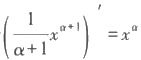 (1/(α+1) x^{α+1})′ = x^α